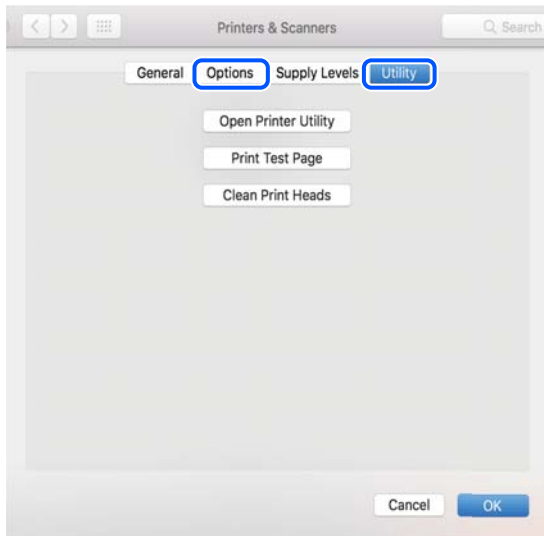 Printers & Scanners Search
General Options Supply Levels Utility
Open Printer Utility
Print Test Page
Clean Print Heads
Cancel OK